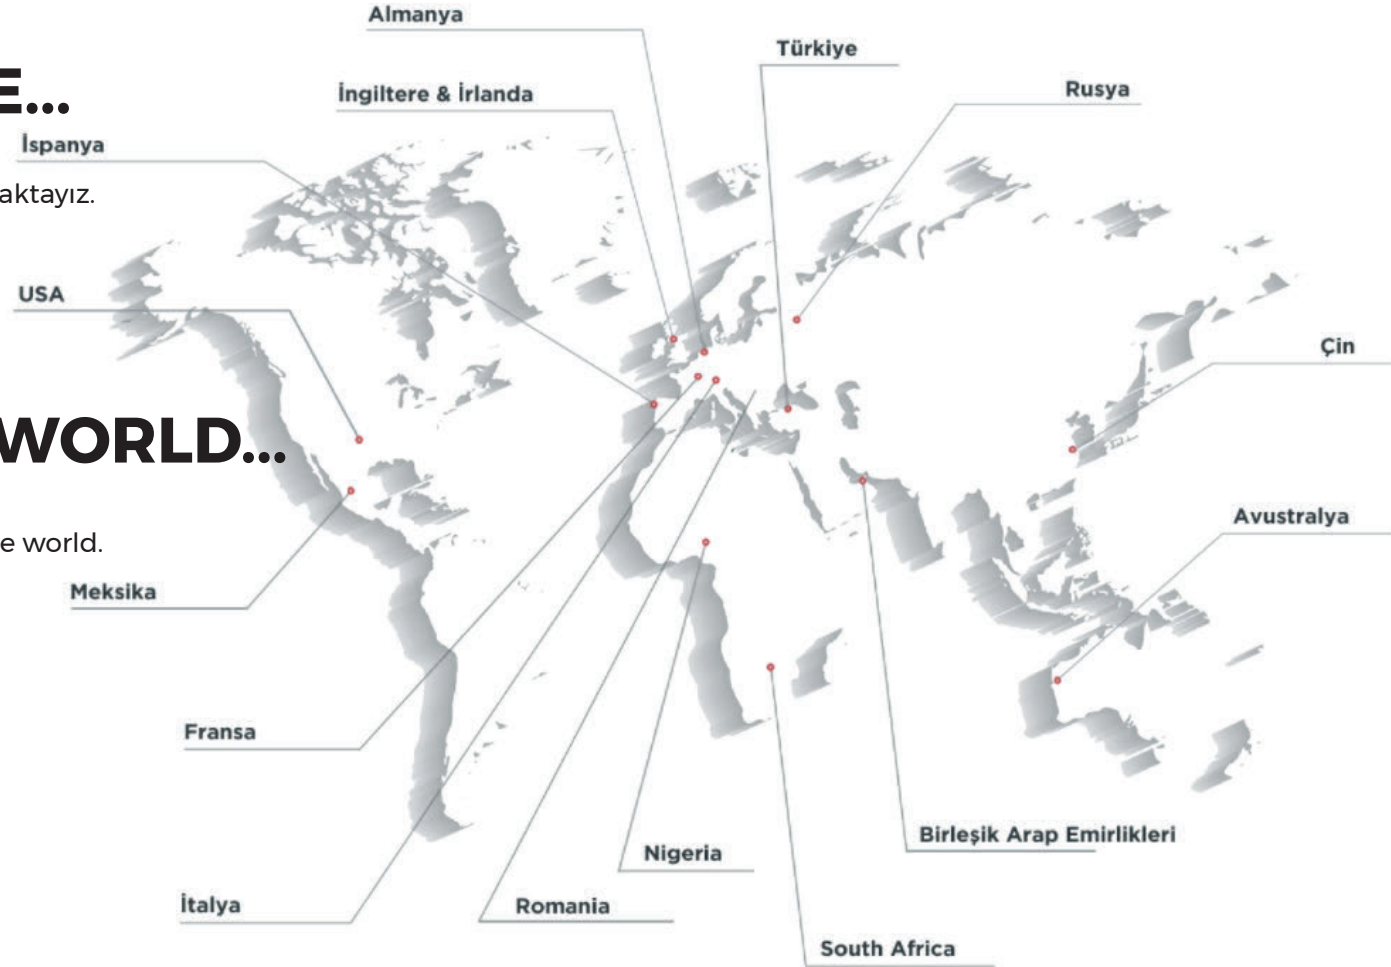 Almanya
Türkiye
E...
İngiltere & İrlanda
Rusya
İspanya
aktayız.
USA
Çin
WORLD...
Avustralya
e world.
Meksika
Fransa
Birleşik Arap Emirlikleri
Nigeria
İtalya
Romania
South Africa